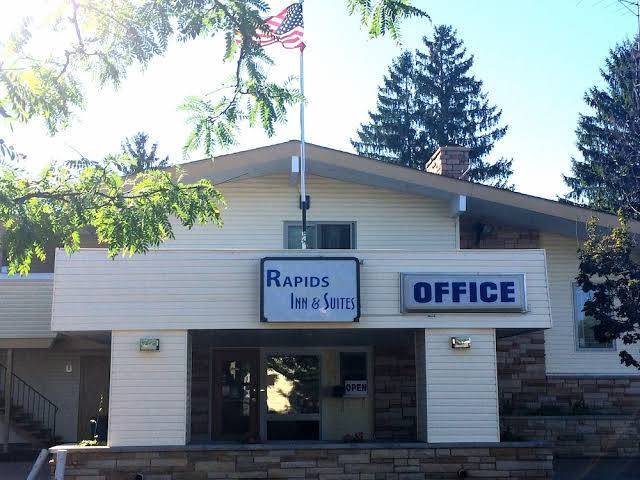 RAPIDS
INN & SUITES
OFFICE
OPEN